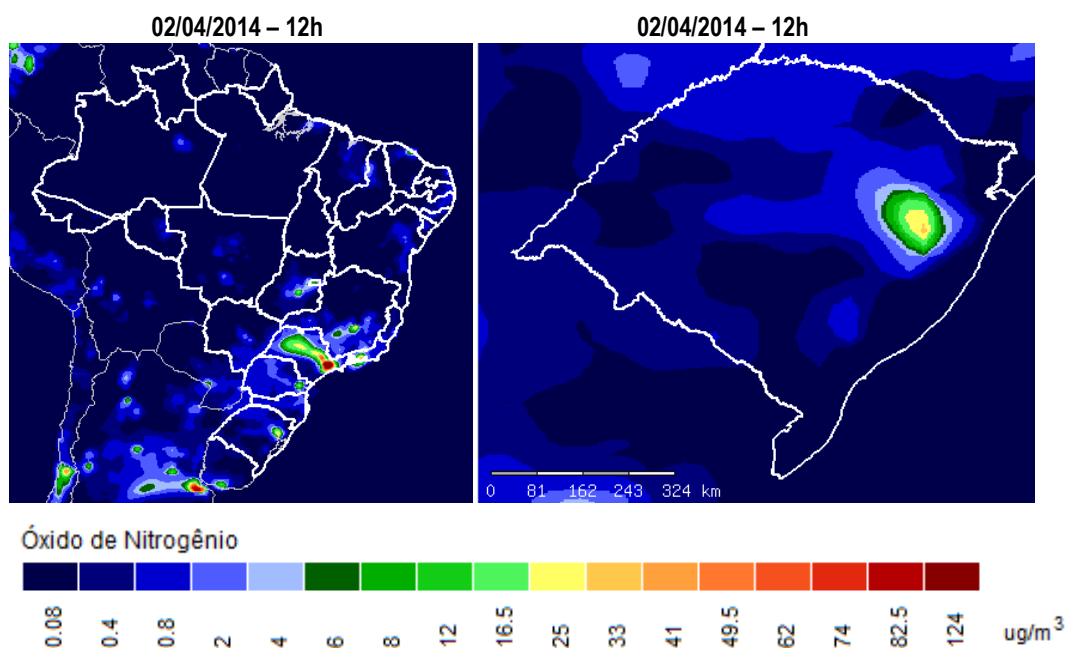 02/04/2014 – 12h
02/04/2014 – 12h
0 81 162 243 324 km
Óxido de Nitrogênio
0.08 0.4 0.8 2 4 6 8 12 16.5 25 33 41 49.5 62 74 82.5 124 ug/m³